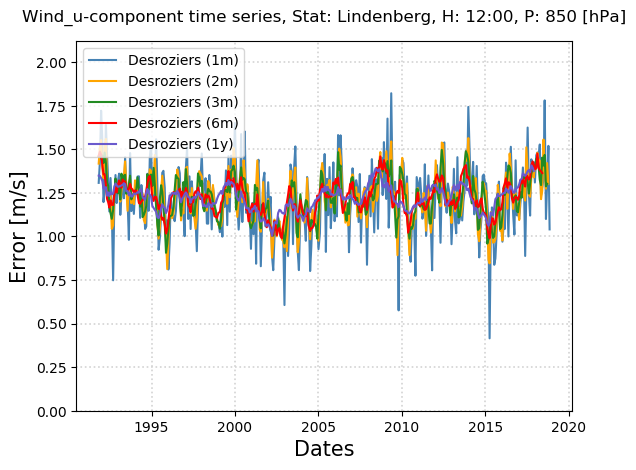 Wind_u-component time series, Stat: Lindenberg, H: 12:00, P: 850 [hPa]
Desroziers (1m)
Desroziers (2m)
Desroziers (3m)
Desroziers (6m)
Desroziers (1y)
2.00
1.75
1.50
1.25
1.00
0.75
0.50
0.25
0.00
Error [m/s]
1995
2000
2005
2010
2015
2020
Dates